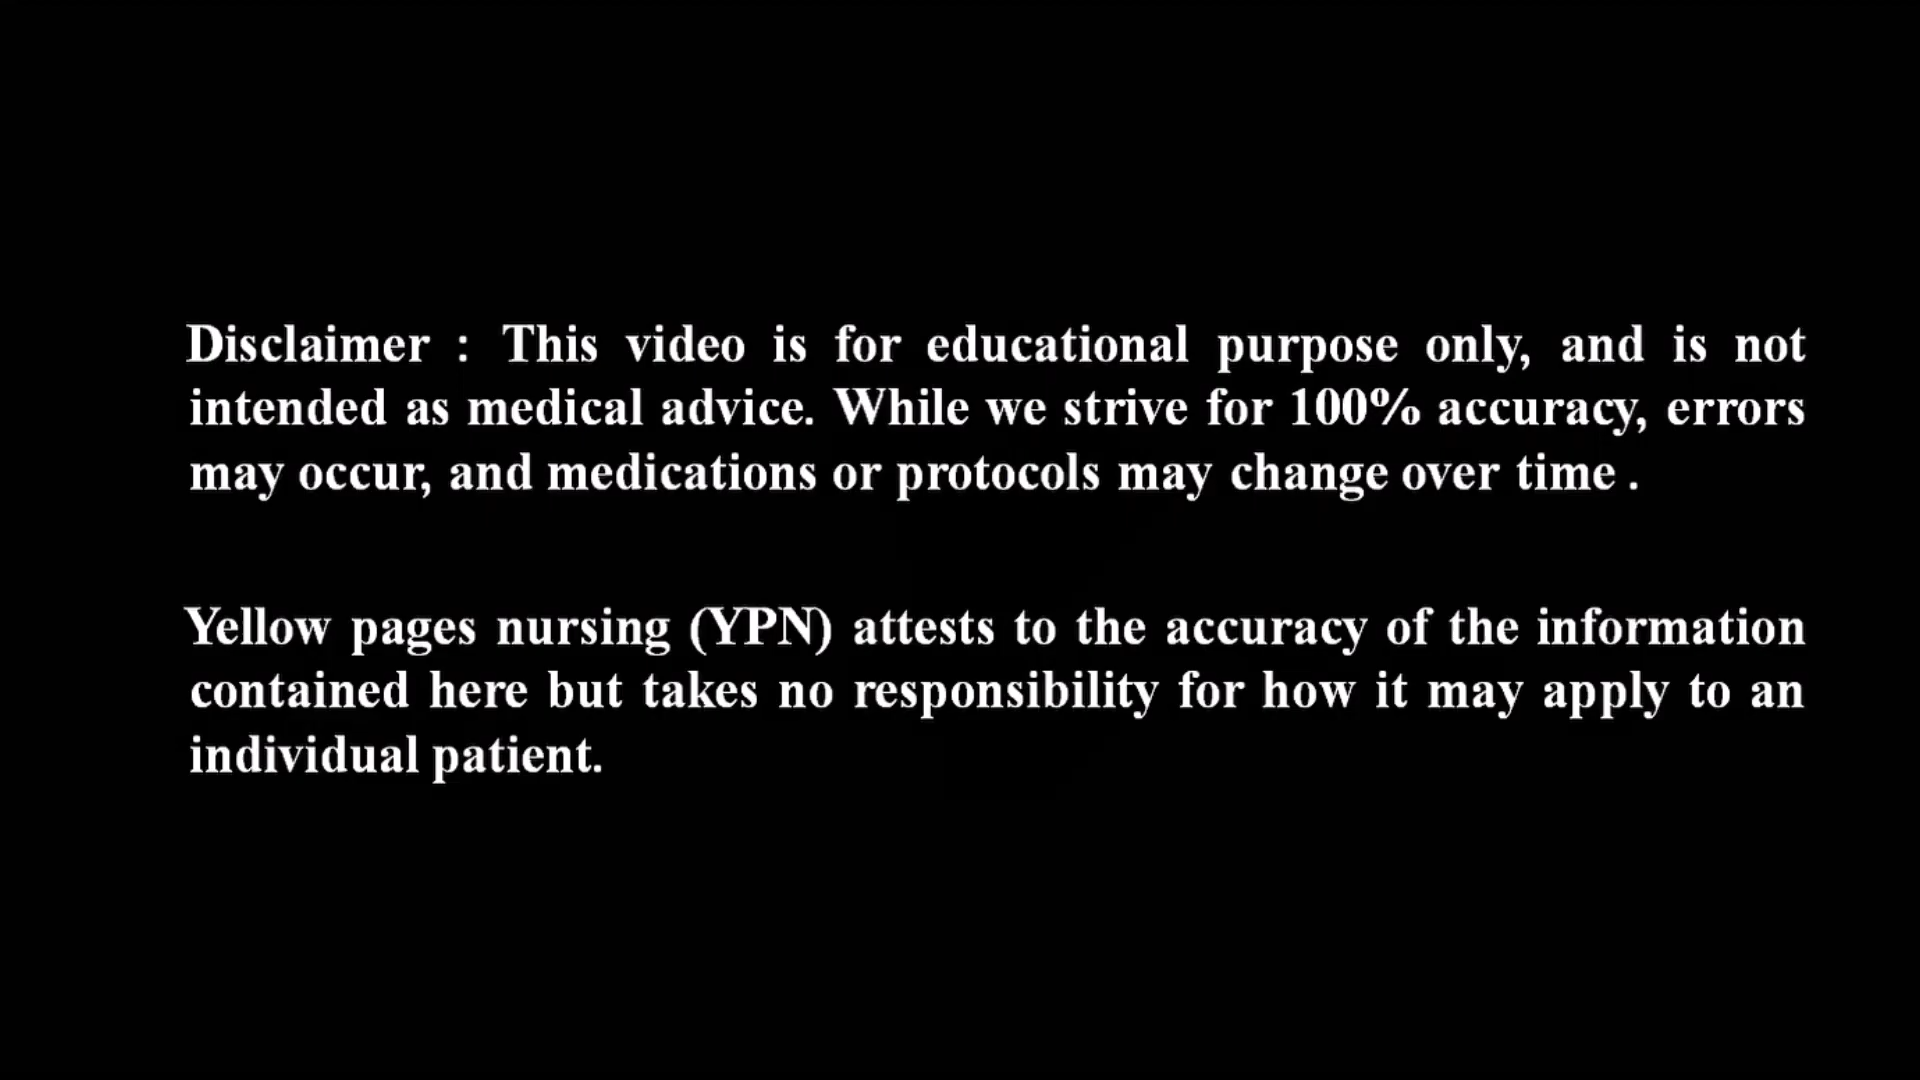 Disclaimer : This video is for educational purpose only, and is not
intended as medical advice. While we strive for 100% accuracy, errors
may occur, and medications or protocols may change over time .
Yellow pages nursing (YPN) attests to the accuracy of the information
contained here but takes no responsibility for how it may apply to an
individual patient.